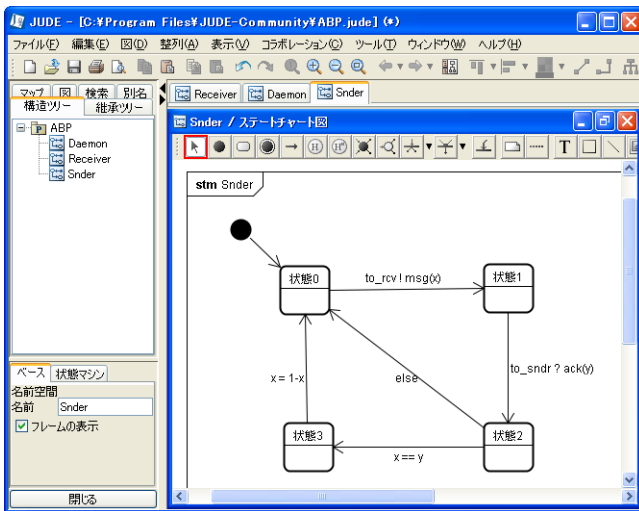 JUDE - [C:¥Program Files¥JUDE-Community¥ABP.jude] (*)
ファイル(F) 編集(E) 図(D) 整列(A) 表示(V) コラボレーション(C) ツール(T) ウィンドウ(W) ヘルプ(H)
マップ 図 検索 別名
構造ツリー 継承ツリー
ABP
Daemon
Receiver
Snder
ベース 状態マシン
名前空間
名前 Snder
フレームの表示
閉じる
Receiver Daemon Snder
Snder / ステートチャート図
H H* T
stm Snder
状態0
to_rcv ! msg(x)
状態1
x = 1-x
else
to_sndr ? ack(y)
状態3
x == y
状態2